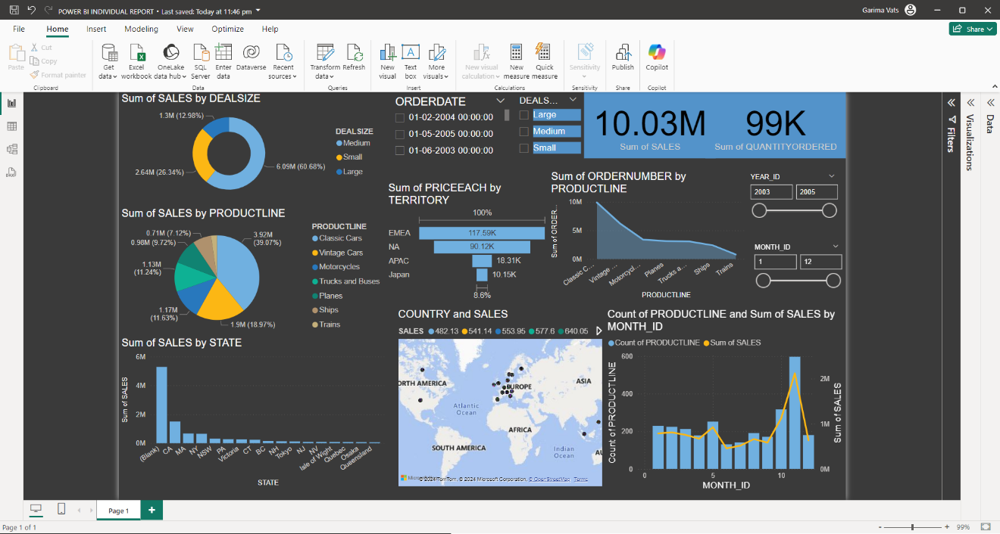 POWER BI INDIVIDUAL REPORT • Last saved: Today at 11:46 pm
Garima Vats
File Home Insert Modeling View Optimize Help
Share
Paste
Cut
Copy
Format painter
Clipboard
Get data
Excel workbook
OneLake data hub
SQL Server
Enter data
Dataverse
Recent sources
Data
Transform data
Refresh
Queries
New visual
Text box
More visuals
Insert
New visual calculation
New measure
Quick measure
Calculations
Sensitivity
Sensitivity
Publish
Share
Copilot
Copilot
Sum of SALES by DEALSIZE
1.3M (12.98%)
2.64M (26.34%)
6.09M (60.68%)
DEALSIZE
Medium
Small
Large
ORDERDATE
01-02-2004 00:00:00
01-05-2005 00:00:00
01-06-2003 00:00:00
DEALS...
Large
Medium
Small
10.03M
Sum of SALES
99K
Sum of QUANTITYORDERED
Filters
Visualizations
Data
Sum of SALES by PRODUCTLINE
0.71M (7.12%)
0.98M (9.72%)
1.13M
(11.24%)
1.17M
(11.63%)
1.9M (18.97%)
3.92M
(39.07%)
PRODUCTLINE
Classic Cars
Vintage Cars
Motorcycles
Trucks and Buses
Planes
Ships
Trains
Sum of PRICEEACH by
TERRITORY
100%
EMEA 117.59K
NA 90.12K
APAC 18.31K
Japan 10.15K
8.6%
Sum of ORDERNUMBER by
PRODUCTLINE
Sum of ORDER...
10M
5M
0M
Classic C...
Vintage ...
Motorcycl...
Planes
Trucks a...
Ships
Trains
PRODUCTLINE
YEAR_ID
2003 2005
MONTH_ID
1 12
Sum of SALES by STATE
Sum of SALES
6M
4M
2M
0M
(Blank)
CA
MA
NY
NSW
PA
Victoria
CT
BC
NH
Tokyo
NJ
NV
Isle of Wight
Quebec
Osaka
Queensland
STATE
COUNTRY and SALES
SALES 482.13 541.14 553.95 577.6 640.05
ORTH AMERICA
EUROPE
ASIA
Atlantic
Ocean
AFRICA
SOUTH AMERICA
Indian
Ocean
AU
© 2024 TomTom, © 2024 Microsoft Corporation, © OpenStreetMap Terms
Count of PRODUCTLINE and Sum of SALES by
MONTH_ID
Count of PRODUCTLINE Sum of SALES
Count of PRODUCTLINE
600
400
200
0
0
5
10
2M
1M
0M
Sum of SALES
MONTH_ID
Page 1
Page 1 of 1
99%